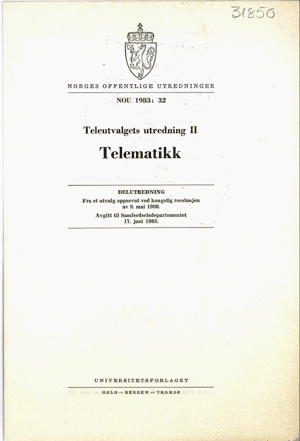 31850
NORGES OFFENTLIGE UTREDNINGER
NOU 1983: 32
Teleutvalgets utredning II
Telematikk
DELUTREDNING
Fra et utvalg oppnevnt ved kongelig resolusjon
av 9. mai 1980.
Avgitt til Samferdselsdepartementet
17. juni 1983.
UNIVERSITETSFORLAGET
OSLO — BERGEN — TROMSØ